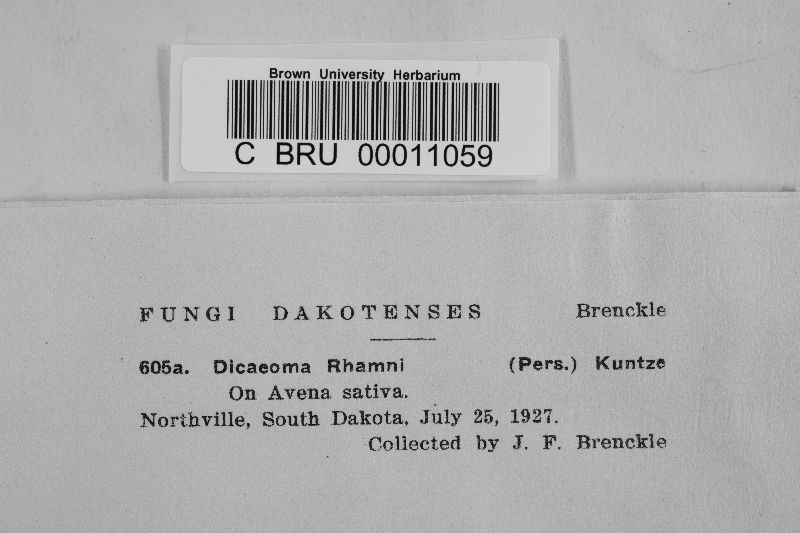 Brown University Herbarium
C BRU 00011059
FUNGI DAKOTENSES Brenckle
605a. Dicaeoma Rhamni (Pers.) Kuntze
On Avena sativa.
Northville, South Dakota, July 25, 1927.
Collected by J. F. Brenckle